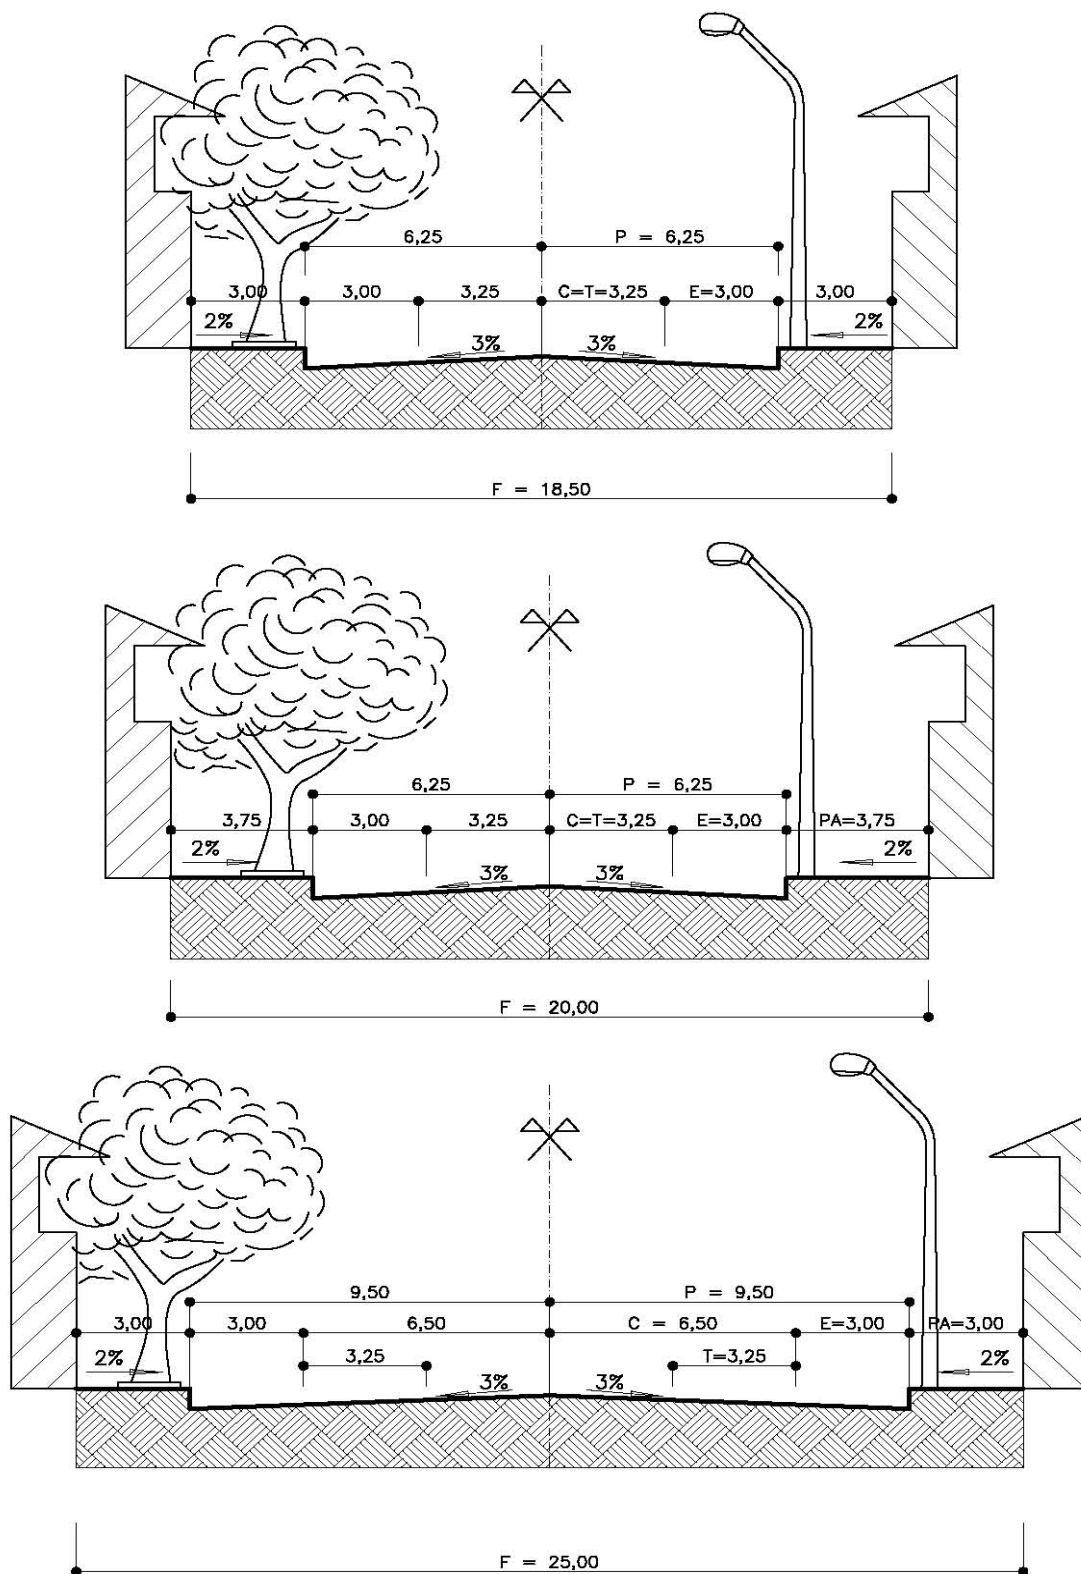 6,25 P = 6,25
3,00 3,00 3,25 C=T=3,25 E=3,00 3,00
2% 2%
3% 3%
F = 18,50
6,25 P = 6,25
3,75 3,00 3,25 C=T=3,25 E=3,00 PA=3,75
2% 2%
3% 3%
F = 20,00
9,50 P = 9,50
3,00 3,00 6,50 C = 6,50 E=3,00 PA=3,00
2% 3,25 T=3,25 2%
3% 3%
F = 25,00